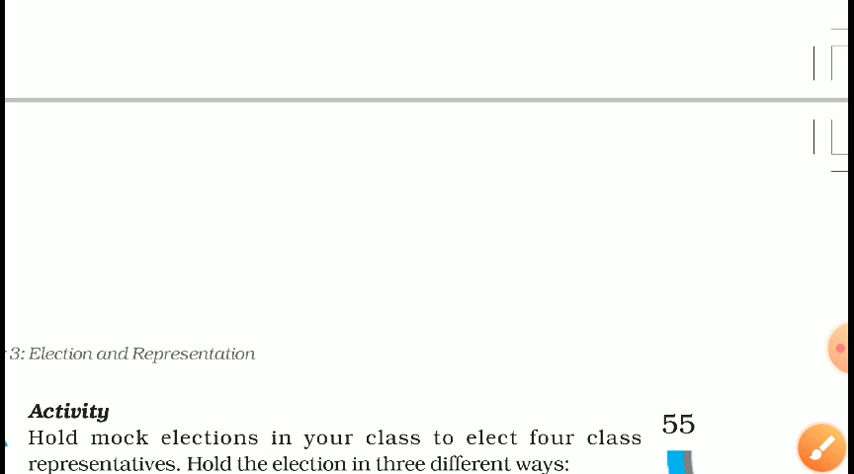 3: Election and Representation
Activity
55
Hold mock elections in your class to elect four class
representatives. Hold the election in three different ways: